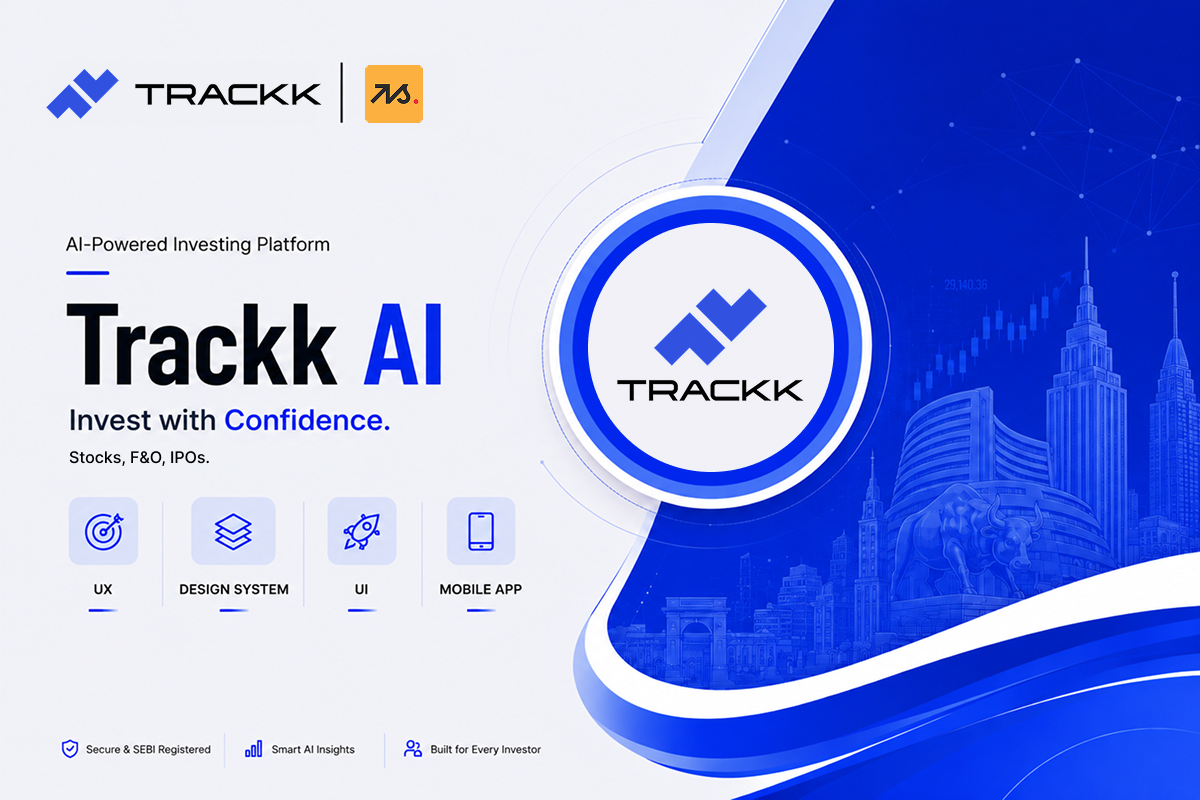 TRACKK
NS.
AI-Powered Investing Platform
Trackk AI
Invest with Confidence.
Stocks, F&O, IPOs.
UX
DESIGN SYSTEM
UI
MOBILE APP
Secure & SEBI Registered
Smart AI Insights
Built for Every Investor
TRACKK
29,140.36